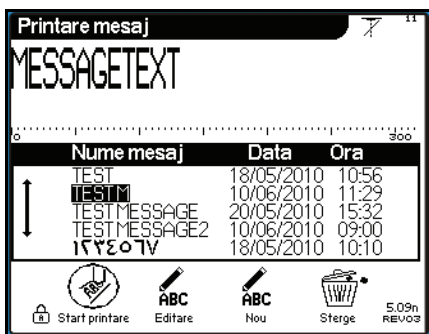 Printare mesaj 11
MESSAGETEXT
0 300
Nume mesaj Data Ora
TEST 18/05/2010 10:56
TESTM 10/06/2010 11:29
TESTMESSAGE 20/05/2010 15:32
TESTMESSAGE2 10/06/2010 09:00
١٢٣٤٥٦٧ 18/05/2010 10:10
ABC ABC ABC
Start printare Editare Nou Sterge 5.09n
REV03